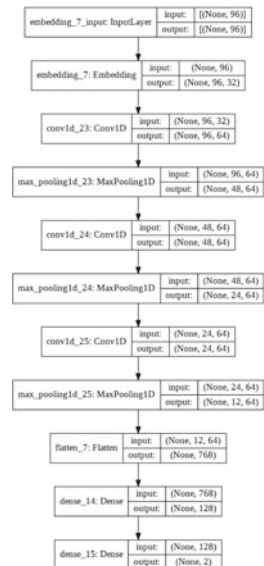 embedding_7_input: InputLayer input: [(None, 96)]
output: [(None, 96)]
embedding_7: Embedding input: (None, 96)
output: (None, 96, 32)
conv1d_23: Conv1D input: (None, 96, 32)
output: (None, 96, 64)
max_pooling1d_23: MaxPooling1D input: (None, 96, 64)
output: (None, 48, 64)
conv1d_24: Conv1D input: (None, 48, 64)
output: (None, 48, 64)
max_pooling1d_24: MaxPooling1D input: (None, 48, 64)
output: (None, 24, 64)
conv1d_25: Conv1D input: (None, 24, 64)
output: (None, 24, 64)
max_pooling1d_25: MaxPooling1D input: (None, 24, 64)
output: (None, 12, 64)
flatten_7: Flatten input: (None, 12, 64)
output: (None, 768)
dense_14: Dense input: (None, 768)
output: (None, 128)
dense_15: Dense input: (None, 128)
output: (None, 2)